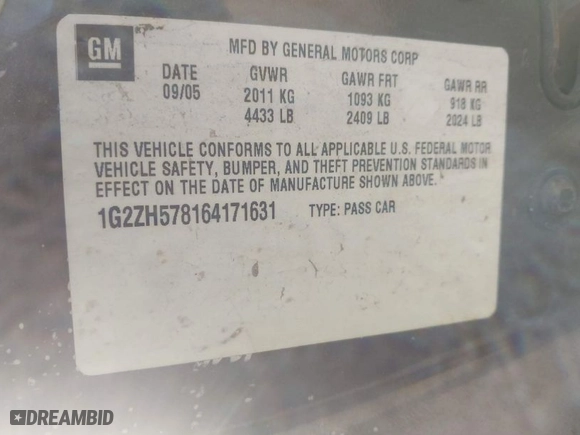 GM
MFD BY GENERAL MOTORS CORP
DATE GVWR GAWR FRT GAWR RR
09/05 2011 KG 1093 KG 918 KG
4433 LB 2409 LB 2024 LB
THIS VEHICLE CONFORMS TO ALL APPLICABLE U.S. FEDERAL MOTOR
VEHICLE SAFETY, BUMPER, AND THEFT PREVENTION STANDARDS IN
EFFECT ON THE DATE OF MANUFACTURE SHOWN ABOVE.
1G2ZH578164171631 TYPE: PASS CAR
DREAMBID